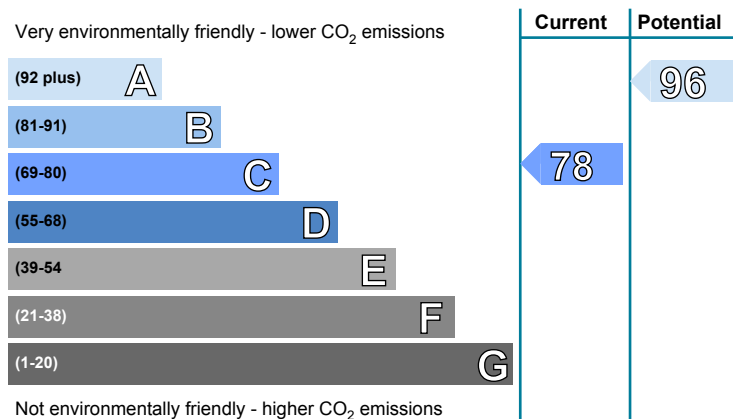 Very environmentally friendly - lower CO₂ emissions
Current
Potential
(92 plus) A
96
(81-91) B
(69-80) C
78
(55-68) D
(39-54 E
(21-38) F
(1-20) G
Not environmentally friendly - higher CO₂ emissions